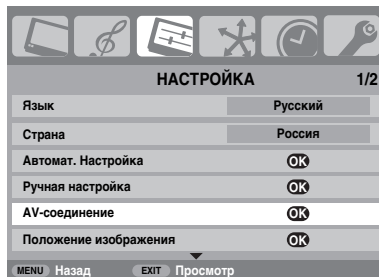 НАСТРОЙКА 1/2
Язык Русский
Страна Россия
Автомат. Настройка OK
Ручная настройка OK
AV-соединение OK
Положение изображения OK
MENU Назад EXIT Просмотр